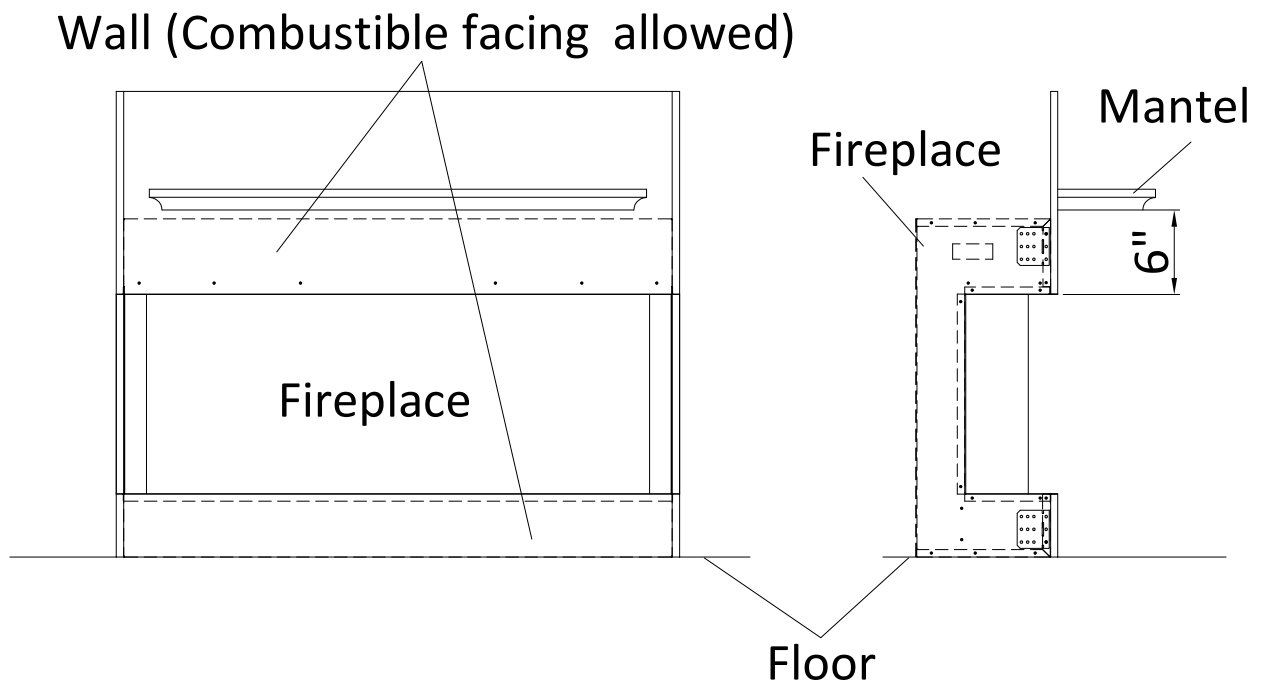 Wall (Combustible facing allowed)
Mantel
Fireplace
6"
Fireplace
Floor